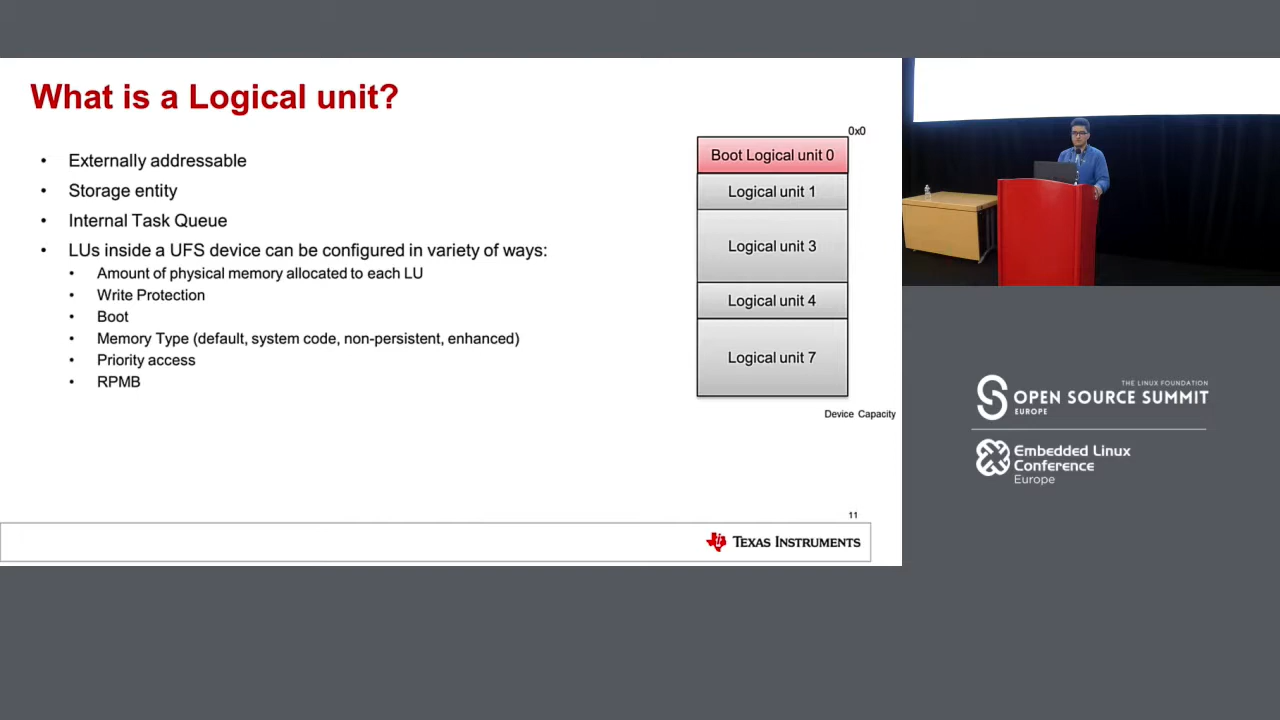 What is a Logical unit?
• Externally addressable
• Storage entity
• Internal Task Queue
• LUs inside a UFS device can be configured in variety of ways:
• Amount of physical memory allocated to each LU
• Write Protection
• Boot
• Memory Type (default, system code, non-persistent, enhanced)
• Priority access
• RPMB
0x0
Boot Logical unit 0
Logical unit 1
Logical unit 3
Logical unit 4
Logical unit 7
Device Capacity
11
TEXAS INSTRUMENTS
THE LINUX FOUNDATION
OPEN SOURCE SUMMIT
EUROPE
Embedded Linux
Conference
Europe